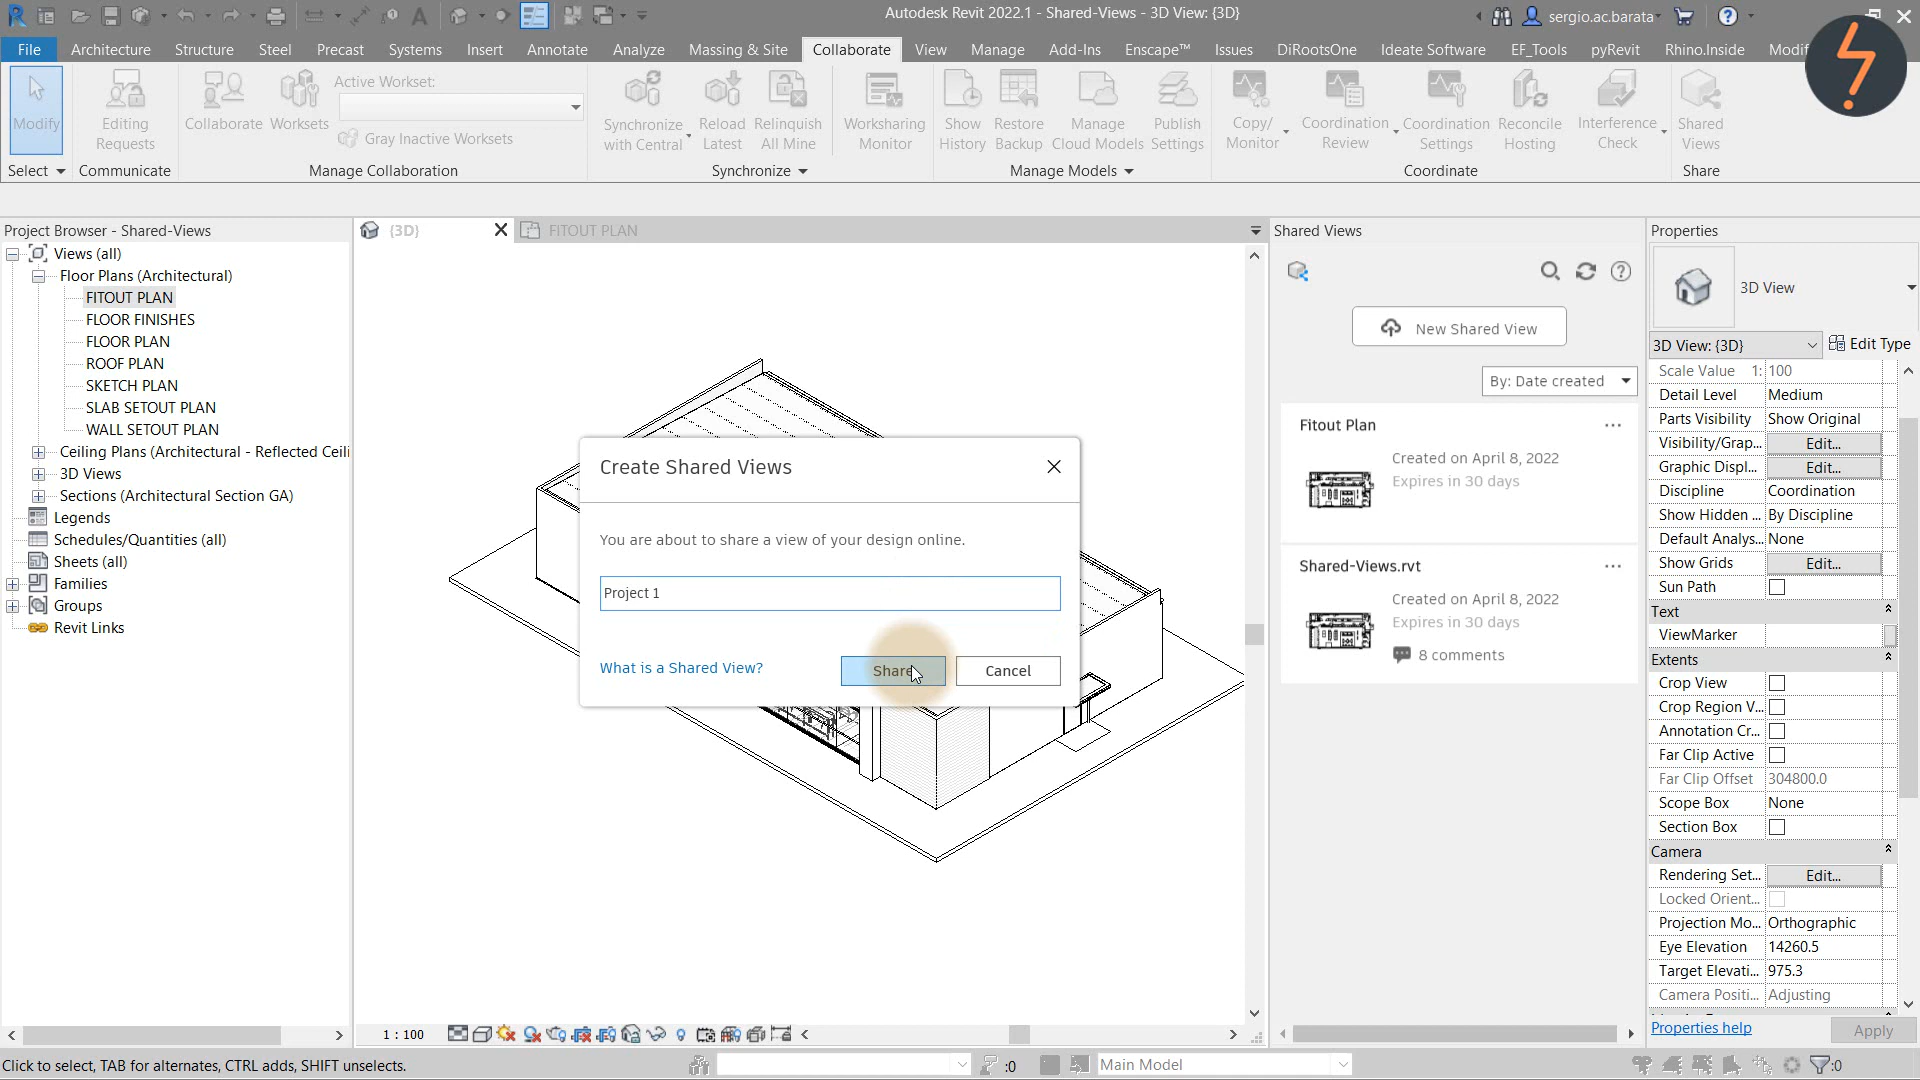 Autodesk Revit 2022.1 - Shared-Views - 3D View: {3D}
sergio.ac.barata
File Architecture Structure Steel Precast Systems Insert Annotate Analyze Massing & Site Collaborate View Manage Add-Ins Enscape™ Issues DiRootsOne Ideate Software EF_Tools pyRevit Rhino.Inside
Modify
Editing Requests
Collaborate
Worksets
Active Workset:
Gray Inactive Worksets
Synchronize with Central
Reload Latest
Relinquish All Mine
Worksharing Monitor
Show History
Restore Backup
Manage Cloud Models
Publish Settings
Copy/ Monitor
Coordination Review
Coordination Settings
Reconcile Hosting
Interference Check
Shared Views
Select Communicate Manage Collaboration Synchronize Manage Models Coordinate Share
Project Browser - Shared-Views
Views (all)
Floor Plans (Architectural)
FITOUT PLAN
FLOOR FINISHES
FLOOR PLAN
ROOF PLAN
SKETCH PLAN
SLAB SETOUT PLAN
WALL SETOUT PLAN
Ceiling Plans (Architectural - Reflected Ceili
3D Views
Sections (Architectural Section GA)
Legends
Schedules/Quantities (all)
Sheets (all)
Families
Groups
Revit Links
{3D}
FITOUT PLAN
Create Shared Views
You are about to share a view of your design online.
Project 1
What is a Shared View?
Share
Cancel
1 : 100
Shared Views
New Shared View
By: Date created
Fitout Plan
Created on April 8, 2022
Expires in 30 days
Shared-Views.rvt
Created on April 8, 2022
Expires in 30 days
8 comments
Properties
3D View
3D View: {3D}
Edit Type
Scale Value 1: 100
Detail Level Medium
Parts Visibility Show Original
Visibility/Grap... Edit...
Graphic Displ... Edit...
Discipline Coordination
Show Hidden ... By Discipline
Default Analys... None
Show Grids Edit...
Sun Path
Text
ViewMarker
Extents
Crop View
Crop Region V...
Annotation Cr...
Far Clip Active
Far Clip Offset 304800.0
Scope Box None
Section Box
Camera
Rendering Set... Edit...
Locked Orient...
Projection Mo... Orthographic
Eye Elevation 14260.5
Target Elevati... 975.3
Camera Positi... Adjusting
Properties help
Apply
Click to select, TAB for alternates, CTRL adds, SHIFT unselects.
:0
Main Model
:0